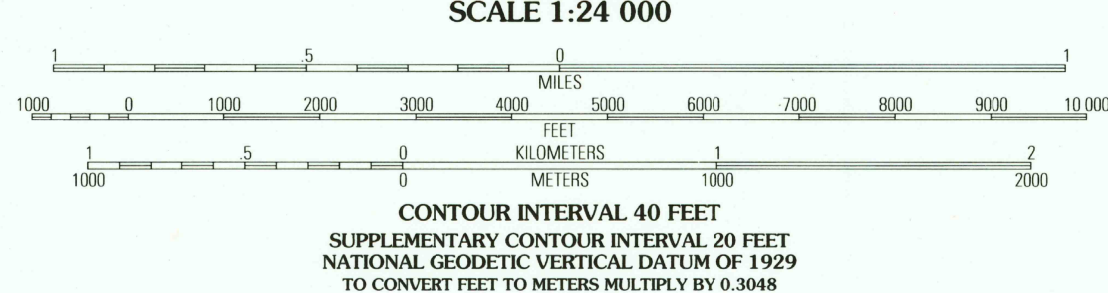 SCALE 1:24 000
1 .5 0 1
MILES
1000 0 1000 2000 3000 4000 5000 6000 7000 8000 9000 10 000
FEET
1 .5 0 KILOMETERS 1 2
1000 0 METERS 1000 2000
CONTOUR INTERVAL 40 FEET
SUPPLEMENTARY CONTOUR INTERVAL 20 FEET
NATIONAL GEODETIC VERTICAL DATUM OF 1929
TO CONVERT FEET TO METERS MULTIPLY BY 0.3048